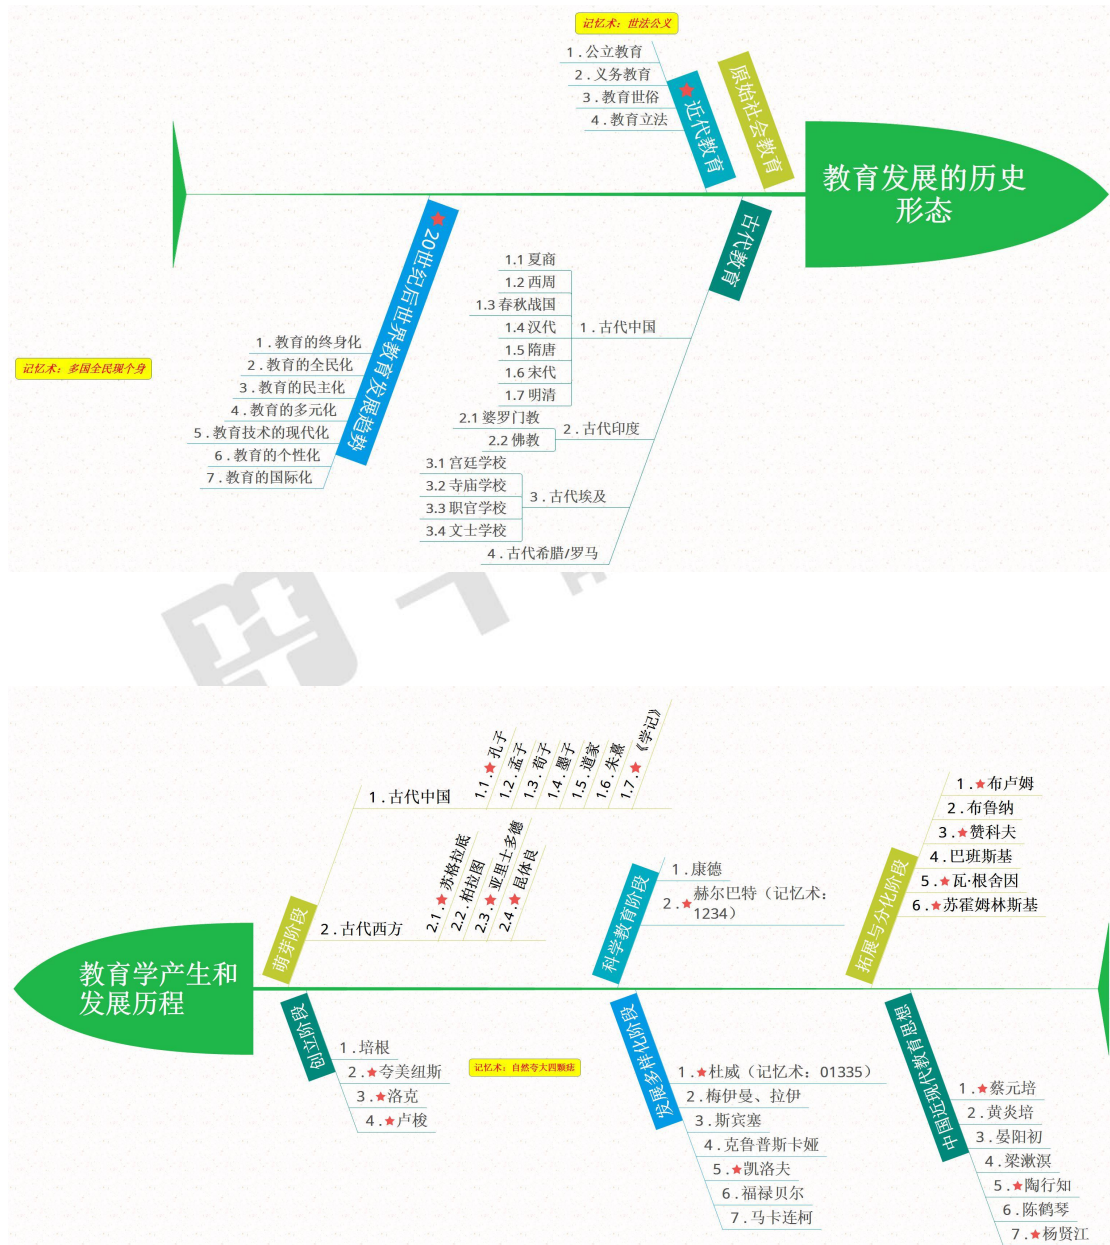 记忆术：世法公义
1 . 公立教育
2 . 义务教育
3 . 教育世俗
4 . 教育立法
近代教育
原始社会教育
教育发展的历史
形态
20世纪后世界教育发展趋势
1 . 教育的终身化
2 . 教育的全民化
3 . 教育的民主化
4 . 教育的多元化
5 . 教育技术的现代化
6 . 教育的个性化
7 . 教育的国际化
记忆术：多国全民现个身
古代教育
1.1 夏商
1.2 西周
1.3 春秋战国
1.4 汉代
1.5 隋唐
1.6 宋代
1.7 明清
1 . 古代中国
2.1 婆罗门教
2.2 佛教
2 . 古代印度
3.1 宫廷学校
3.2 寺庙学校
3.3 职官学校
3.4 文士学校
3 . 古代埃及
4 . 古代希腊/罗马
教育学产生和
发展历程
萌芽阶段
1 . 古代中国
1.1 . 孔子
1.2 . 孟子
1.3 . 荀子
1.4 . 墨子
1.5 . 道家
1.6 . 朱熹
1.7 . 《学记》
2 . 古代西方
2.1 . 苏格拉底
2.2 . 柏拉图
2.3 . 亚里士多德
2.4 . 昆体良
创立阶段
1 . 培根
2 . 夸美纽斯
3 . 洛克
4 . 卢梭
记忆术：自然夸大四颗痣
科学教育阶段
1 . 康德
2 . 赫尔巴特（记忆术：
1234）
发展多样化阶段
1 . 杜威（记忆术：01335）
2 . 梅伊曼、拉伊
3 . 斯宾塞
4 . 克鲁普斯卡娅
5 . 凯洛夫
6 . 福禄贝尔
7 . 马卡连柯
拓展与分化阶段
1 . 布卢姆
2 . 布鲁纳
3 . 赞科夫
4 . 巴班斯基
5 . 瓦·根舍因
6 . 苏霍姆林斯基
中国近现代教育思想
1 . 蔡元培
2 . 黄炎培
3 . 晏阳初
4 . 梁漱溟
5 . 陶行知
6 . 陈鹤琴
7 . 杨贤江